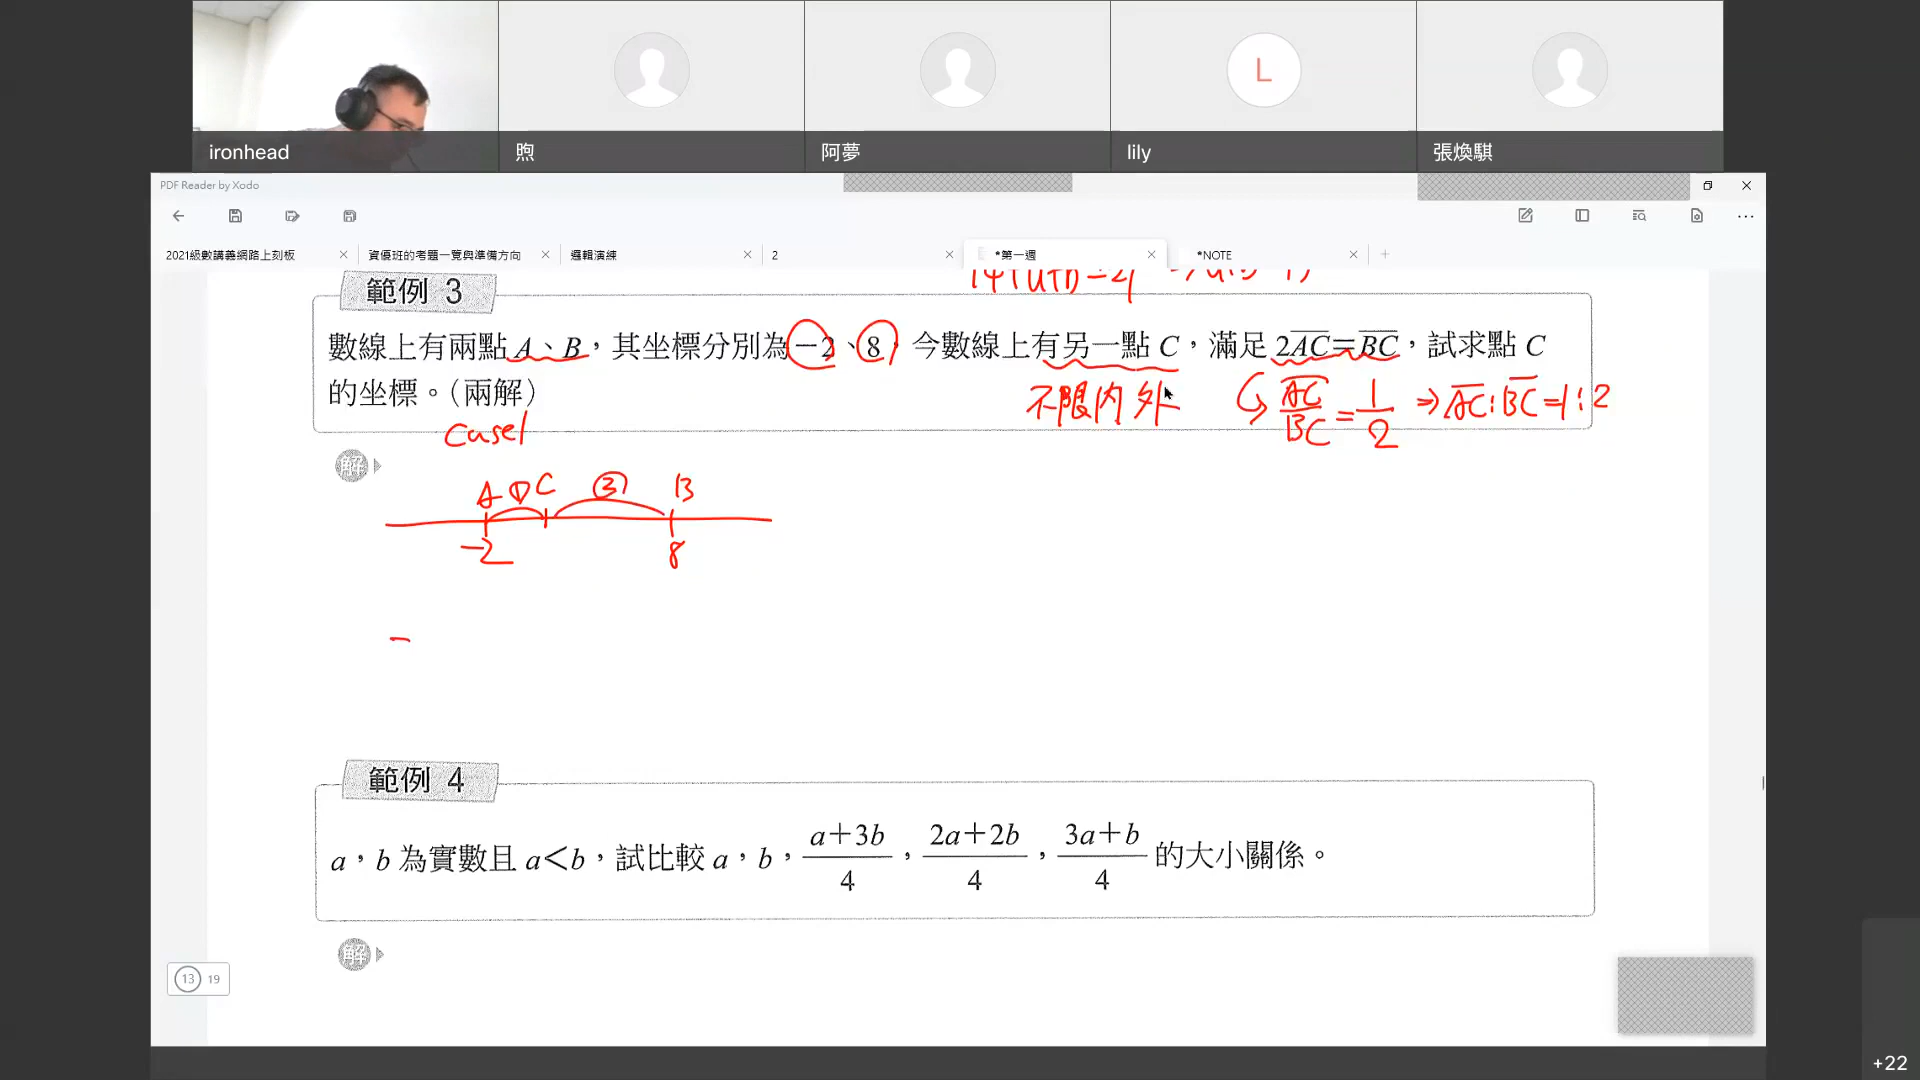 ironhead
煦
阿夢
lily
張煥騏
L
PDF Reader by Xodo
2021級數講義網路上刻板
資優班的考題一覽與準備方向
邏輯演練
2
*第一週
*NOTE
範例 3
數線上有兩點 A、B,其坐標分別為 -2、8,今數線上有另一點 C,滿足 2AC=BC,試求點 C
的坐標。(兩解)
不限內外
AC/BC = 1/2 ⇒ AC:BC=1:2
case1
解
A ① C ② B
-2 8
範例 4
a,b 為實數且 a<b,試比較 a,b,(a+3b)/4,(2a+2b)/4,(3a+b)/4 的大小關係。
解
13 19
+22